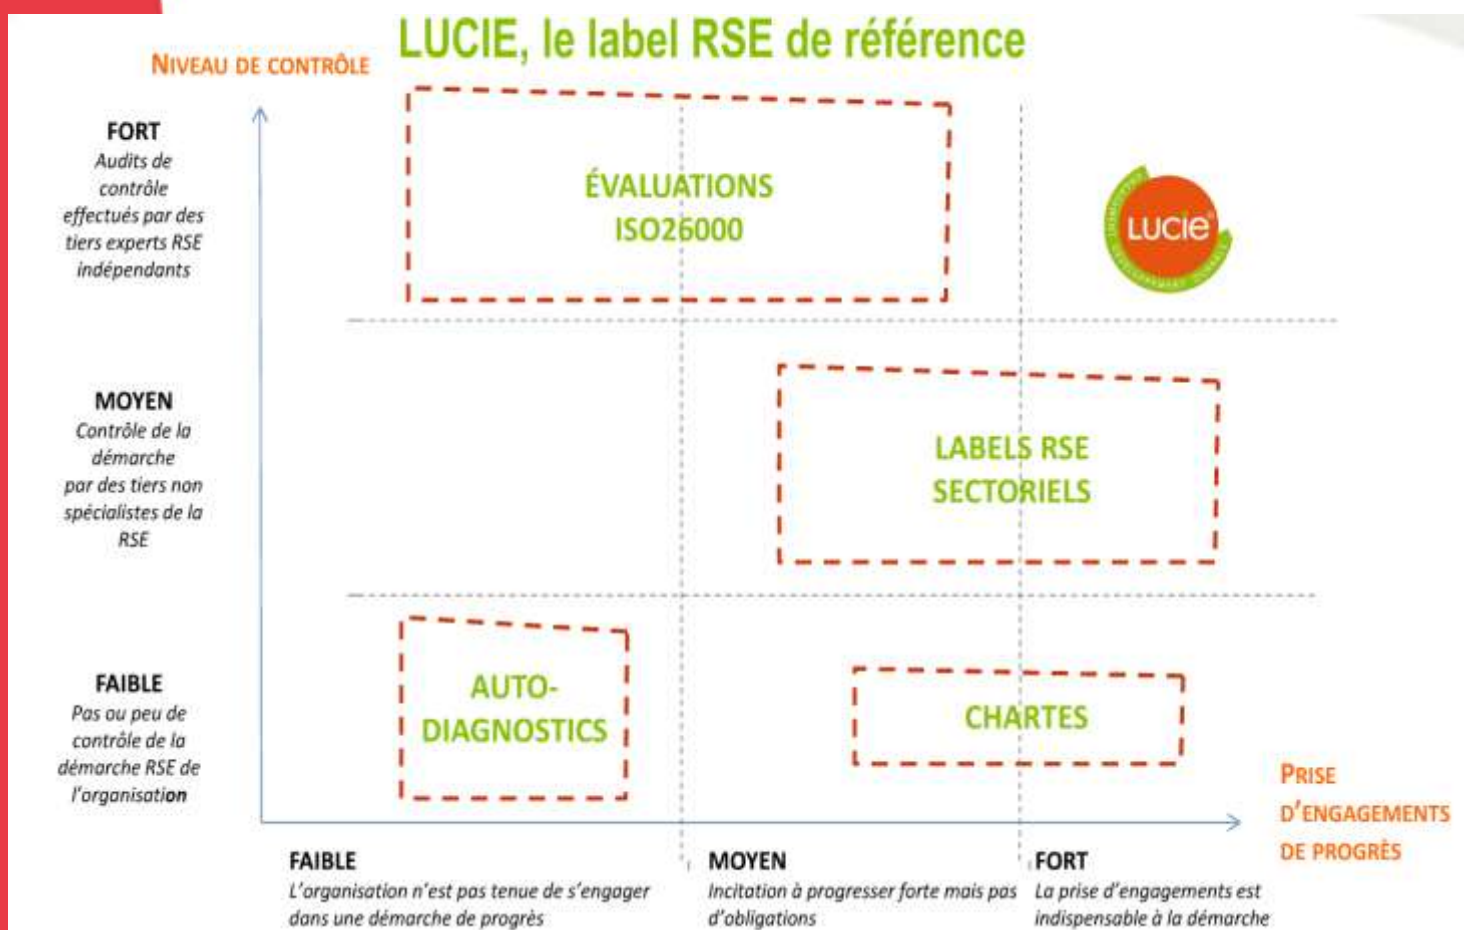 LUCIE, le label RSE de référence
NIVEAU DE CONTRÔLE
FORT
Audits de
contrôle
effectués par des
tiers experts RSE
indépendants
ÉVALUATIONS
ISO26000
LUCIE
DÉVELOPPEMENT DURABLE
MOYEN
Contrôle de la
démarche
par des tiers non
spécialistes de la
RSE
LABELS RSE
SECTORIELS
FAIBLE
Pas ou peu de
contrôle de la
démarche RSE de
l'organisation
AUTO-
DIAGNOSTICS
CHARTES
PRISE
D'ENGAGEMENTS
DE PROGRÈS
FAIBLE
L'organisation n'est pas tenue de s'engager
dans une démarche de progrès
MOYEN
Incitation à progresser forte mais pas
d'obligations
FORT
La prise d'engagements est
indispensable à la démarche